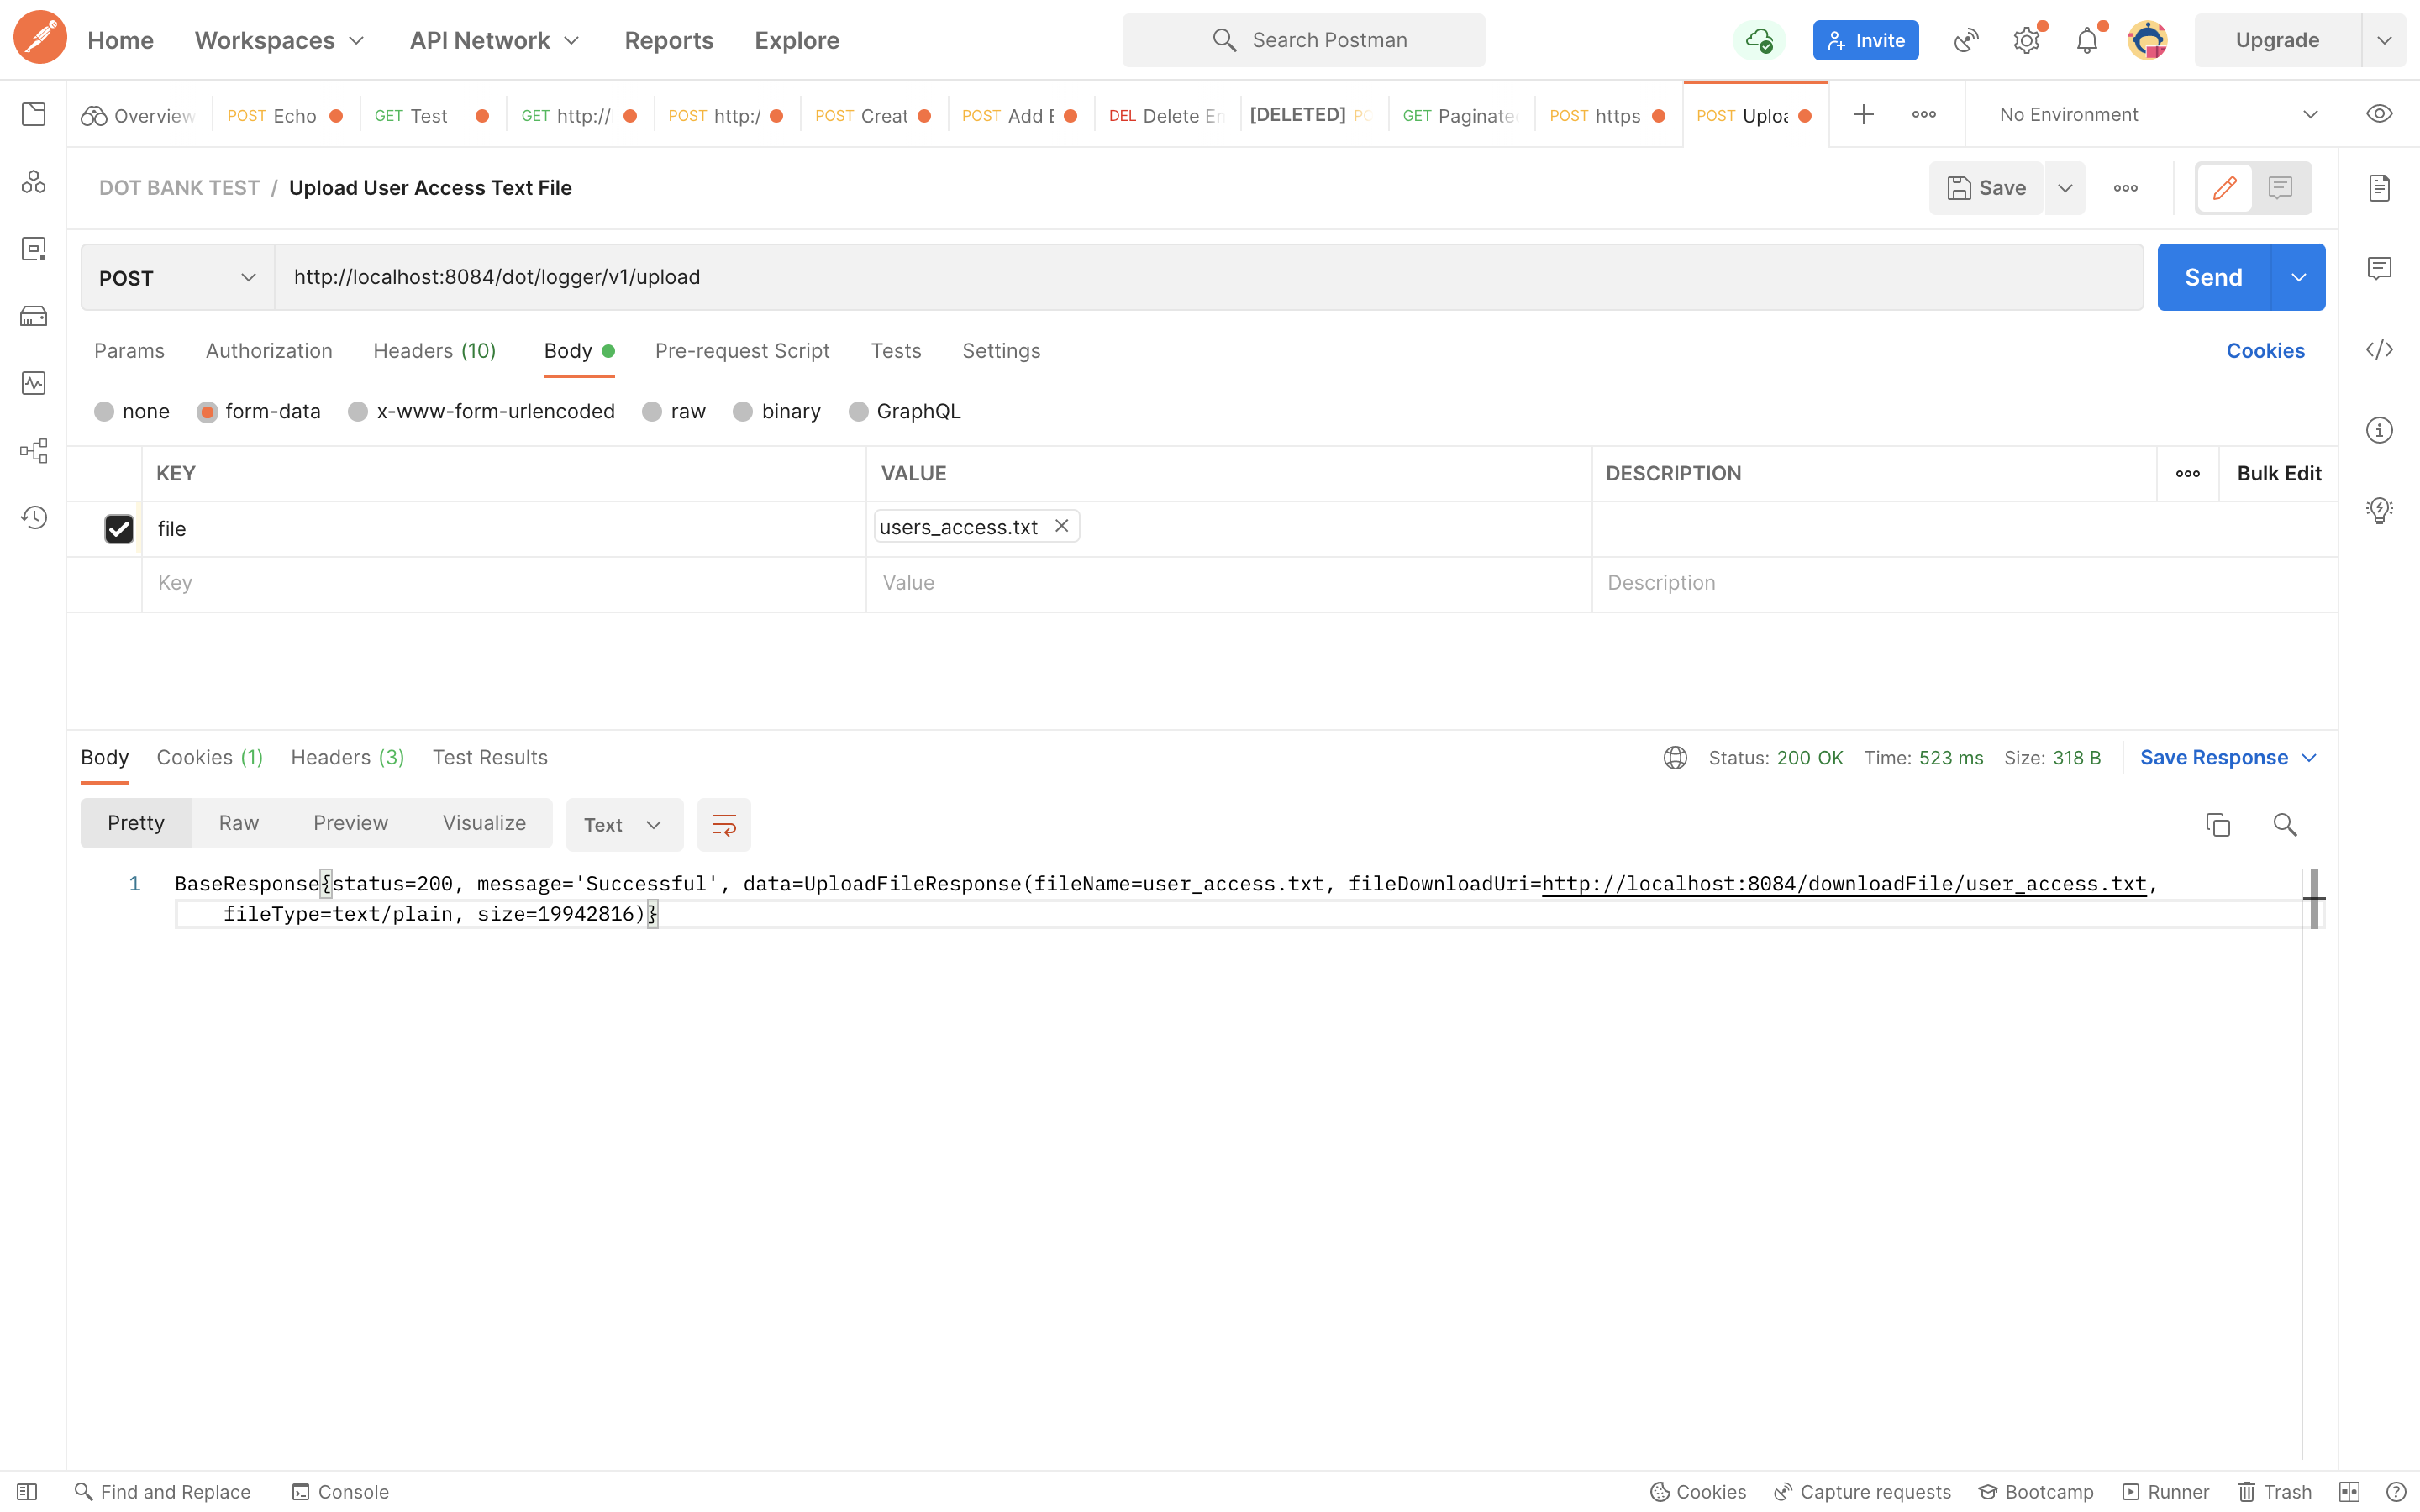 Home Workspaces API Network Reports Explore Search Postman Invite Upgrade
Overview POST Echo GET Test GET http://l POST http:/ POST Creat POST Add E DEL Delete En [DELETED] PO GET Paginated POST https POST Uploa No Environment
DOT BANK TEST / Upload User Access Text File Save
POST http://localhost:8084/dot/logger/v1/upload Send
Params Authorization Headers (10) Body Pre-request Script Tests Settings Cookies
none form-data x-www-form-urlencoded raw binary GraphQL
KEY VALUE DESCRIPTION Bulk Edit
file users_access.txt
Key Value Description
Body Cookies (1) Headers (3) Test Results Status: 200 OK Time: 523 ms Size: 318 B Save Response
Pretty Raw Preview Visualize Text
1 BaseResponse{status=200, message='Successful', data=UploadFileResponse(fileName=user_access.txt, fileDownloadUri=http://localhost:8084/downloadFile/user_access.txt,
fileType=text/plain, size=19942816)}
Find and Replace Console Cookies Capture requests Bootcamp Runner Trash